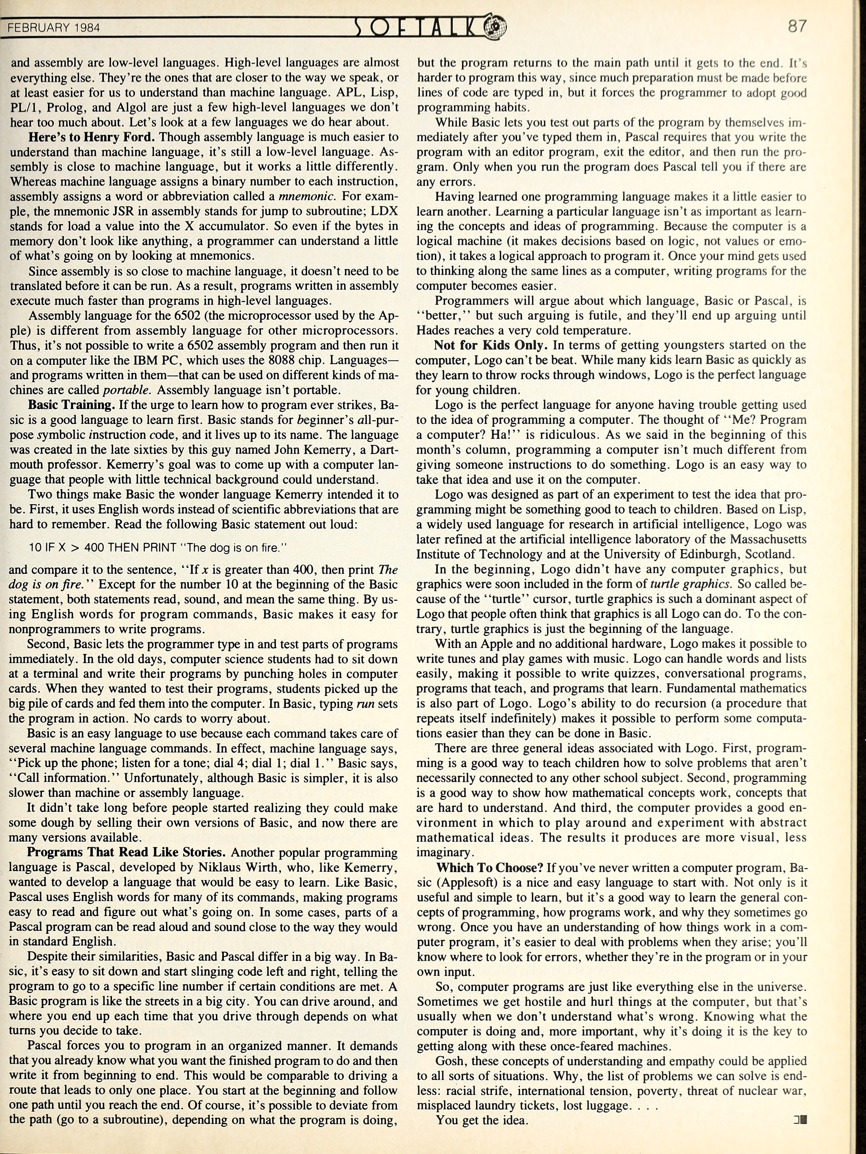 FEBRUARY 1984
SOFTALK
87
and assembly are low-level languages. High-level languages are almost
everything else. They're the ones that are closer to the way we speak, or
at least easier for us to understand than machine language. APL, Lisp,
PL/1, Prolog, and Algol are just a few high-level languages we don't
hear too much about. Let's look at a few languages we do hear about.
Here's to Henry Ford. Though assembly language is much easier to
understand than machine language, it's still a low-level language. As-
sembly is close to machine language, but it works a little differently.
Whereas machine language assigns a binary number to each instruction,
assembly assigns a word or abbreviation called a mnemonic. For exam-
ple, the mnemonic JSR in assembly stands for jump to subroutine; LDX
stands for load a value into the X accumulator. So even if the bytes in
memory don't look like anything, a programmer can understand a little
of what's going on by looking at mnemonics.
Since assembly is so close to machine language, it doesn't need to be
translated before it can be run. As a result, programs written in assembly
execute much faster than programs in high-level languages.
Assembly language for the 6502 (the microprocessor used by the Ap-
ple) is different from assembly language for other microprocessors.
Thus, it's not possible to write a 6502 assembly program and then run it
on a computer like the IBM PC, which uses the 8088 chip. Languages—
and programs written in them—that can be used on different kinds of ma-
chines are called portable. Assembly language isn't portable.
Basic Training. If the urge to learn how to program ever strikes, Ba-
sic is a good language to learn first. Basic stands for beginner's all-pur-
pose symbolic instruction code, and it lives up to its name. The language
was created in the late sixties by this guy named John Kemerry, a Dart-
mouth professor. Kemerry's goal was to come up with a computer lan-
guage that people with little technical background could understand.
Two things make Basic the wonder language Kemerry intended it to
be. First, it uses English words instead of scientific abbreviations that are
hard to remember. Read the following Basic statement out loud:
10 IF X > 400 THEN PRINT "The dog is on fire."
and compare it to the sentence, "If x is greater than 400, then print The
dog is on fire." Except for the number 10 at the beginning of the Basic
statement, both statements read, sound, and mean the same thing. By us-
ing English words for program commands, Basic makes it easy for
nonprogrammers to write programs.
Second, Basic lets the programmer type in and test parts of programs
immediately. In the old days, computer science students had to sit down
at a terminal and write their programs by punching holes in computer
cards. When they wanted to test their programs, students picked up the
big pile of cards and fed them into the computer. In Basic, typing run sets
the program in action. No cards to worry about.
Basic is an easy language to use because each command takes care of
several machine language commands. In effect, machine language says,
"Pick up the phone; listen for a tone; dial 4; dial 1; dial 1." Basic says,
"Call information." Unfortunately, although Basic is simpler, it is also
slower than machine or assembly language.
It didn't take long before people started realizing they could make
some dough by selling their own versions of Basic, and now there are
many versions available.
Programs That Read Like Stories. Another popular programming
language is Pascal, developed by Niklaus Wirth, who, like Kemerry,
wanted to develop a language that would be easy to learn. Like Basic,
Pascal uses English words for many of its commands, making programs
easy to read and figure out what's going on. In some cases, parts of a
Pascal program can be read aloud and sound close to the way they would
in standard English.
Despite their similarities, Basic and Pascal differ in a big way. In Ba-
sic, it's easy to sit down and start slinging code left and right, telling the
program to go to a specific line number if certain conditions are met. A
Basic program is like the streets in a big city. You can drive around, and
where you end up each time that you drive through depends on what
turns you decide to take.
Pascal forces you to program in an organized manner. It demands
that you already know what you want the finished program to do and then
write it from beginning to end. This would be comparable to driving a
route that leads to only one place. You start at the beginning and follow
one path until you reach the end. Of course, it's possible to deviate from
the path (go to a subroutine), depending on what the program is doing,
but the program returns to the main path until it gets to the end. It's
harder to program this way, since much preparation must be made before
lines of code are typed in, but it forces the programmer to adopt good
programming habits.
While Basic lets you test out parts of the program by themselves im-
mediately after you've typed them in, Pascal requires that you write the
program with an editor program, exit the editor, and then run the pro-
gram. Only when you run the program does Pascal tell you if there are
any errors.
Having learned one programming language makes it a little easier to
learn another. Learning a particular language isn't as important as learn-
ing the concepts and ideas of programming. Because the computer is a
logical machine (it makes decisions based on logic, not values or emo-
tion), it takes a logical approach to program it. Once your mind gets used
to thinking along the same lines as a computer, writing programs for the
computer becomes easier.
Programmers will argue about which language, Basic or Pascal, is
"better," but such arguing is futile, and they'll end up arguing until
Hades reaches a very cold temperature.
Not for Kids Only. In terms of getting youngsters started on the
computer, Logo can't be beat. While many kids learn Basic as quickly as
they learn to throw rocks through windows, Logo is the perfect language
for young children.
Logo is the perfect language for anyone having trouble getting used
to the idea of programming a computer. The thought of "Me? Program
a computer? Ha!" is ridiculous. As we said in the beginning of this
month's column, programming a computer isn't much different from
giving someone instructions to do something. Logo is an easy way to
take that idea and use it on the computer.
Logo was designed as part of an experiment to test the idea that pro-
gramming might be something good to teach to children. Based on Lisp,
a widely used language for research in artificial intelligence, Logo was
later refined at the artificial intelligence laboratory of the Massachusetts
Institute of Technology and at the University of Edinburgh, Scotland.
In the beginning, Logo didn't have any computer graphics, but
graphics were soon included in the form of turtle graphics. So called be-
cause of the "turtle" cursor, turtle graphics is such a dominant aspect of
Logo that people often think that graphics is all Logo can do. To the con-
trary, turtle graphics is just the beginning of the language.
With an Apple and no additional hardware, Logo makes it possible to
write tunes and play games with music. Logo can handle words and lists
easily, making it possible to write quizzes, conversational programs,
programs that teach, and programs that learn. Fundamental mathematics
is also part of Logo. Logo's ability to do recursion (a procedure that
repeats itself indefinitely) makes it possible to perform some computa-
tions easier than they can be done in Basic.
There are three general ideas associated with Logo. First, program-
ming is a good way to teach children how to solve problems that aren't
necessarily connected to any other school subject. Second, programming
is a good way to show how mathematical concepts work, concepts that
are hard to understand. And third, the computer provides a good en-
vironment in which to play around and experiment with abstract
mathematical ideas. The results it produces are more visual, less
imaginary.
Which To Choose? If you've never written a computer program, Ba-
sic (Applesoft) is a nice and easy language to start with. Not only is it
useful and simple to learn, but it's a good way to learn the general con-
cepts of programming, how programs work, and why they sometimes go
wrong. Once you have an understanding of how things work in a com-
puter program, it's easier to deal with problems when they arise; you'll
know where to look for errors, whether they're in the program or in your
own input.
So, computer programs are just like everything else in the universe.
Sometimes we get hostile and hurl things at the computer, but that's
usually when we don't understand what's wrong. Knowing what the
computer is doing and, more important, why it's doing it is the key to
getting along with these once-feared machines.
Gosh, these concepts of understanding and empathy could be applied
to all sorts of situations. Why, the list of problems we can solve is end-
less: racial strife, international tension, poverty, threat of nuclear war,
misplaced laundry tickets, lost luggage. . . .
You get the idea.